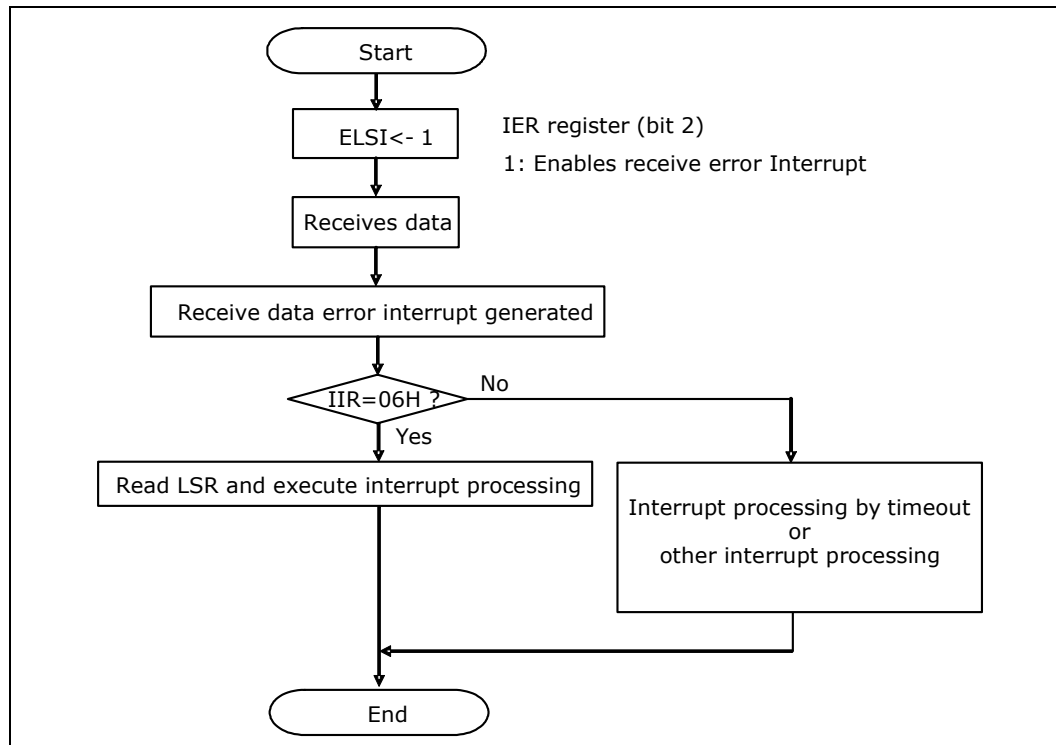 Start
ELSI<- 1
IER register (bit 2)
1: Enables receive error Interrupt
Receives data
Receive data error interrupt generated
IIR=06H ?
No
Yes
Read LSR and execute interrupt processing
Interrupt processing by timeout
or
other interrupt processing
End